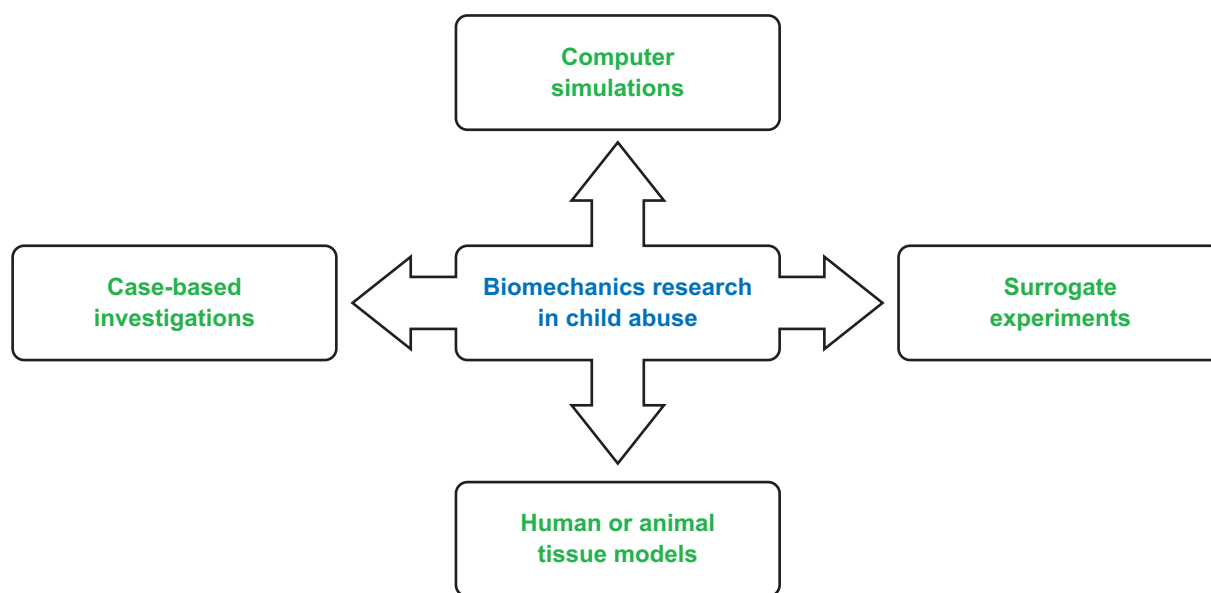 Computer
simulations
Case-based
investigations
Biomechanics research
in child abuse
Surrogate
experiments
Human or animal
tissue models